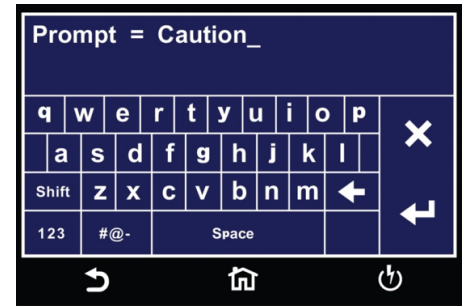 Prompt = Caution_
q w e r t y u i o p
a s d f g h j k l
Shift z x c v b n m
123 #@- Space